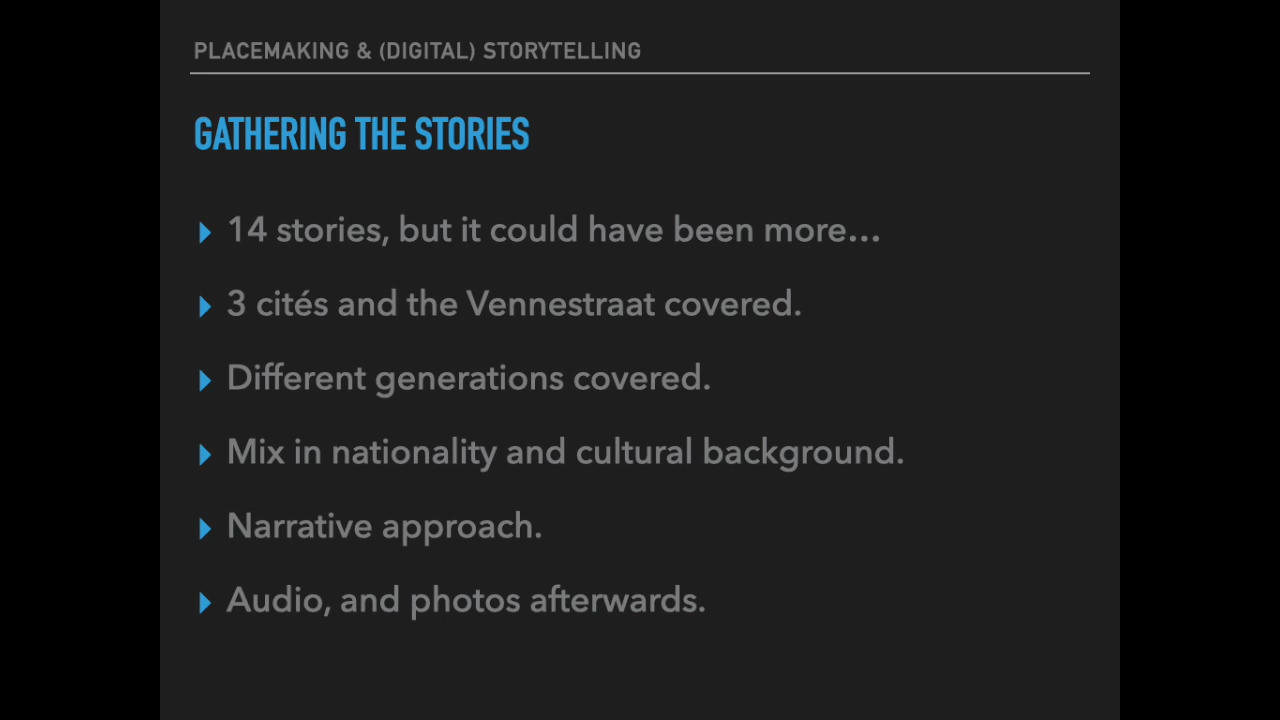 PLACEMAKING & (DIGITAL) STORYTELLING
GATHERING THE STORIES
14 stories, but it could have been more…
3 cités and the Vennestraat covered.
Different generations covered.
Mix in nationality and cultural background.
Narrative approach.
Audio, and photos afterwards.